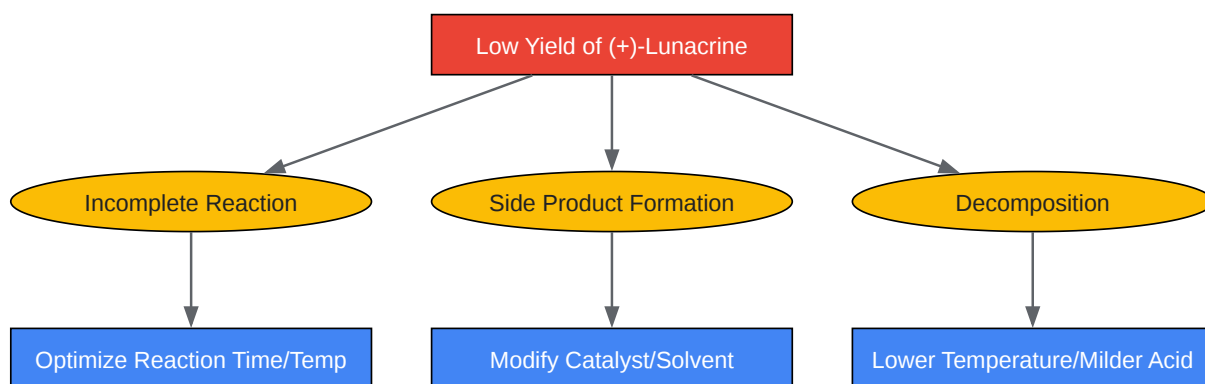 Low Yield of (+)-Lunacrine
Incomplete Reaction
Side Product Formation
Decomposition
Optimize Reaction Time/Temp
Modify Catalyst/Solvent
Lower Temperature/Milder Acid